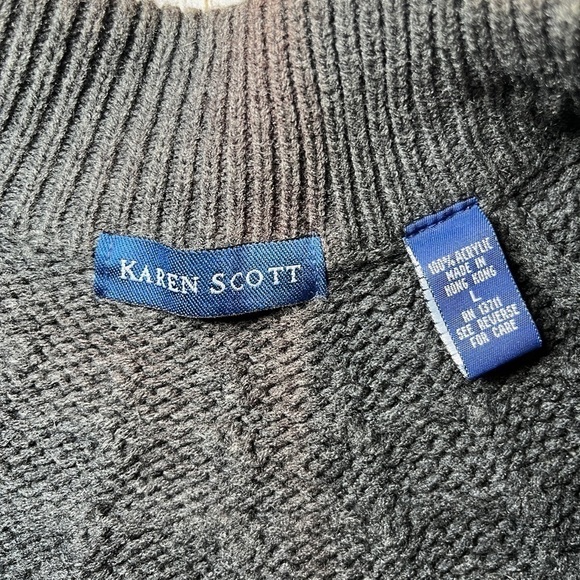 KAREN SCOTT
100% ACRYLIC
MADE IN
HONG KONG
L
RN 13711
SEE REVERSE
FOR CARE